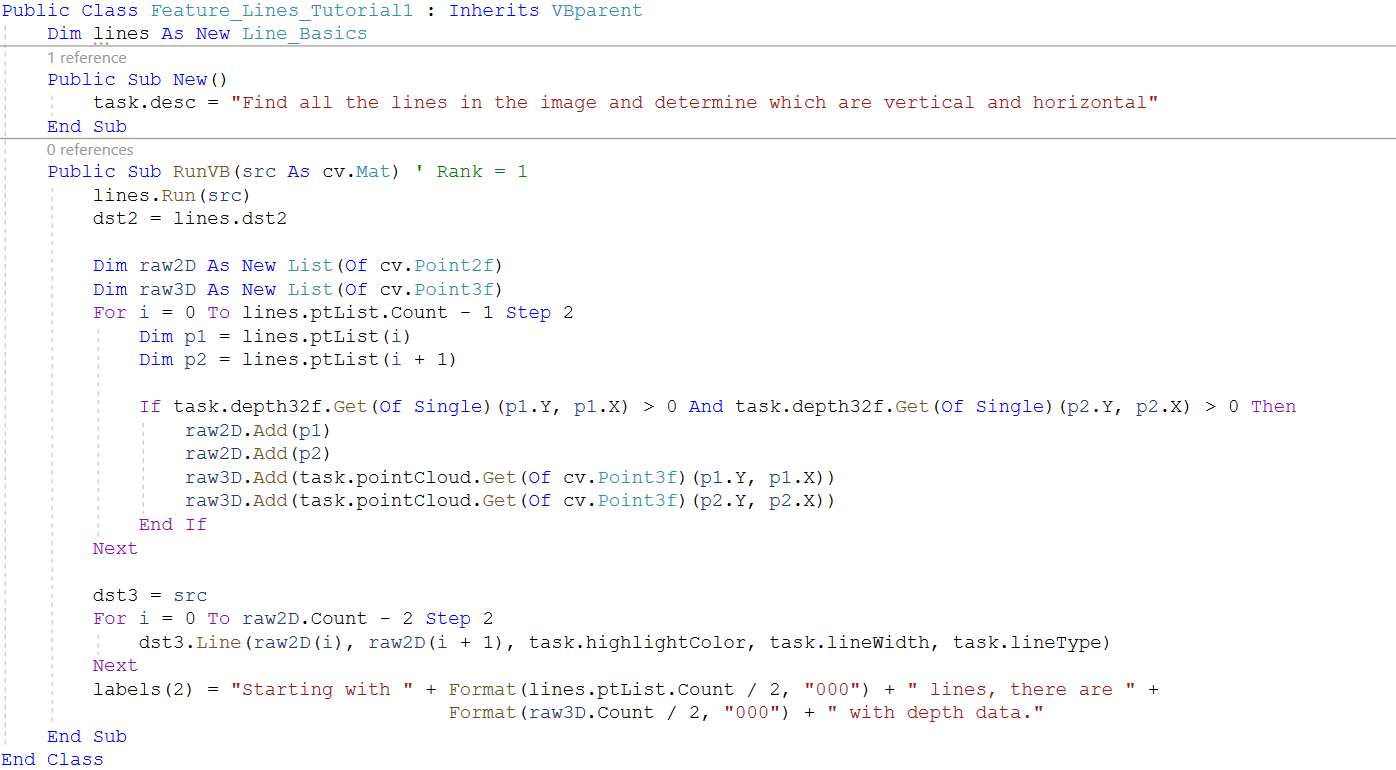 Public Class Feature_Lines_Tutorial1 : Inherits VBparent
    Dim lines As New Line_Basics
    1 reference
    Public Sub New()
        task.desc = "Find all the lines in the image and determine which are vertical and horizontal"
    End Sub
    0 references
    Public Sub RunVB(src As cv.Mat) ' Rank = 1
        lines.Run(src)
        dst2 = lines.dst2

        Dim raw2D As New List(Of cv.Point2f)
        Dim raw3D As New List(Of cv.Point3f)
        For i = 0 To lines.ptList.Count - 1 Step 2
            Dim p1 = lines.ptList(i)
            Dim p2 = lines.ptList(i + 1)

            If task.depth32f.Get(Of Single)(p1.Y, p1.X) > 0 And task.depth32f.Get(Of Single)(p2.Y, p2.X) > 0 Then
                raw2D.Add(p1)
                raw2D.Add(p2)
                raw3D.Add(task.pointCloud.Get(Of cv.Point3f)(p1.Y, p1.X))
                raw3D.Add(task.pointCloud.Get(Of cv.Point3f)(p2.Y, p2.X))
            End If
        Next

        dst3 = src
        For i = 0 To raw2D.Count - 2 Step 2
            dst3.Line(raw2D(i), raw2D(i + 1), task.highlightColor, task.lineWidth, task.lineType)
        Next
        labels(2) = "Starting with " + Format(lines.ptList.Count / 2, "000") + " lines, there are " +
                                       Format(raw3D.Count / 2, "000") + " with depth data."
    End Sub
End Class